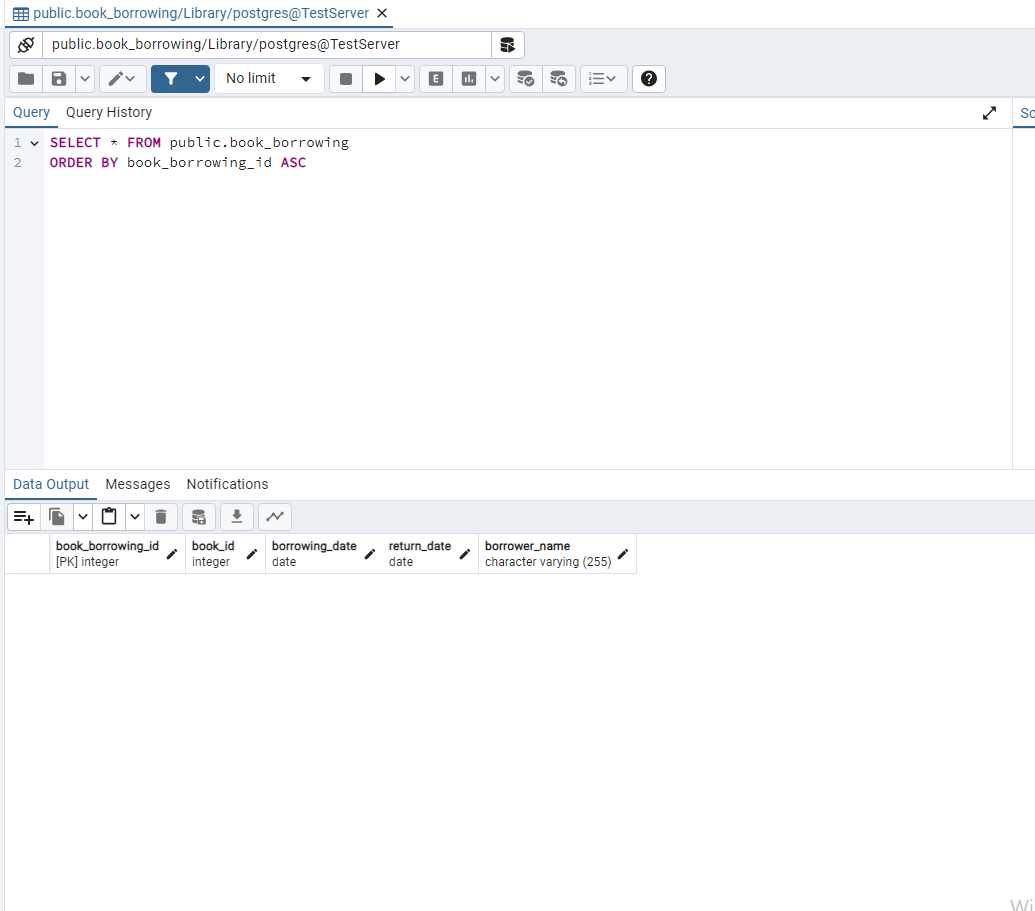 public.book_borrowing/Library/postgres@TestServer
public.book_borrowing/Library/postgres@TestServer
No limit
E
Query Query History
1 SELECT * FROM public.book_borrowing
2 ORDER BY book_borrowing_id ASC
Data Output Messages Notifications
book_borrowing_id book_id borrowing_date return_date borrower_name
[PK] integer integer date date character varying (255)